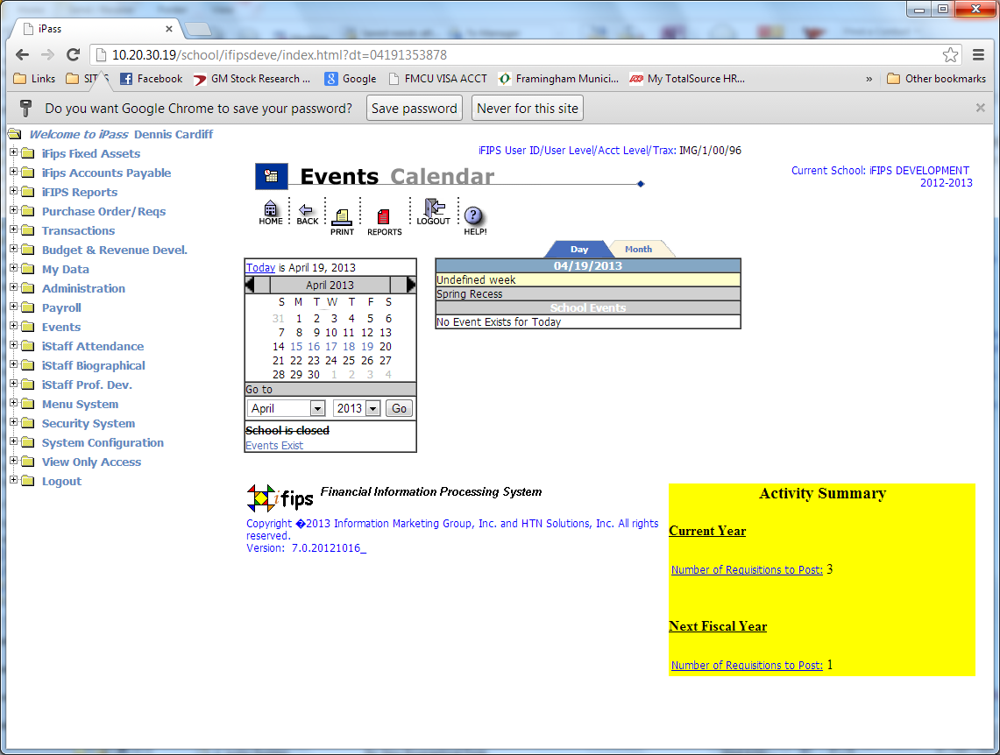 iPass
10.20.30.19/school/ifipsdeve/index.html?dt=04191353878
Links
Facebook
GM Stock Research ...
Google
FMCU VISA ACCT
Framingham Munici...
My TotalSource HR...
»
Other bookmarks
Do you want Google Chrome to save your password?
Save password
Never for this site
Welcome to iPass Dennis Cardiff
iFips Fixed Assets
iFips Accounts Payable
iFIPS Reports
Purchase Order/Reqs
Transactions
Budget & Revenue Devel.
My Data
Administration
Payroll
Events
iStaff Attendance
iStaff Biographical
iStaff Prof. Dev.
Menu System
Security System
System Configuration
View Only Access
Logout
iFIPS User ID/User Level/Acct Level/Trax: IMG/1/00/96
Events Calendar
Current School: iFIPS DEVELOPMENT
2012-2013
HOME
BACK
PRINT
REPORTS
LOGOUT
HELP!
Today is April 19, 2013
April 2013
S M T W T F S
31 1 2 3 4 5 6
7 8 9 10 11 12 13
14 15 16 17 18 19 20
21 22 23 24 25 26 27
28 29 30 1 2 3 4
Go to
April 2013 Go
School is closed
Events Exist
Day Month
04/19/2013
Undefined week
Spring Recess
School Events
No Event Exists for Today
ifips Financial Information Processing System
Copyright �2013 Information Marketing Group, Inc. and HTN Solutions, Inc. All rights
reserved.
Version: 7.0.20121016_
Activity Summary
Current Year
Number of Requisitions to Post: 3
Next Fiscal Year
Number of Requisitions to Post: 1